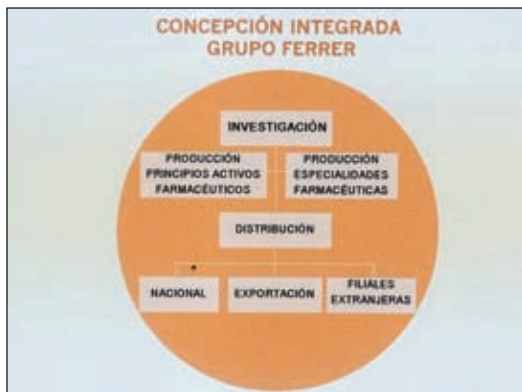 CONCEPCIÓN INTEGRADA
GRUPO FERRER
INVESTIGACIÓN
PRODUCCIÓN
PRINCIPIOS ACTIVOS
FARMACÉUTICOS
PRODUCCIÓN
ESPECIALIDADES
FARMACÉUTICAS
DISTRIBUCIÓN
NACIONAL
EXPORTACIÓN
FILIALES
EXTRANJERAS